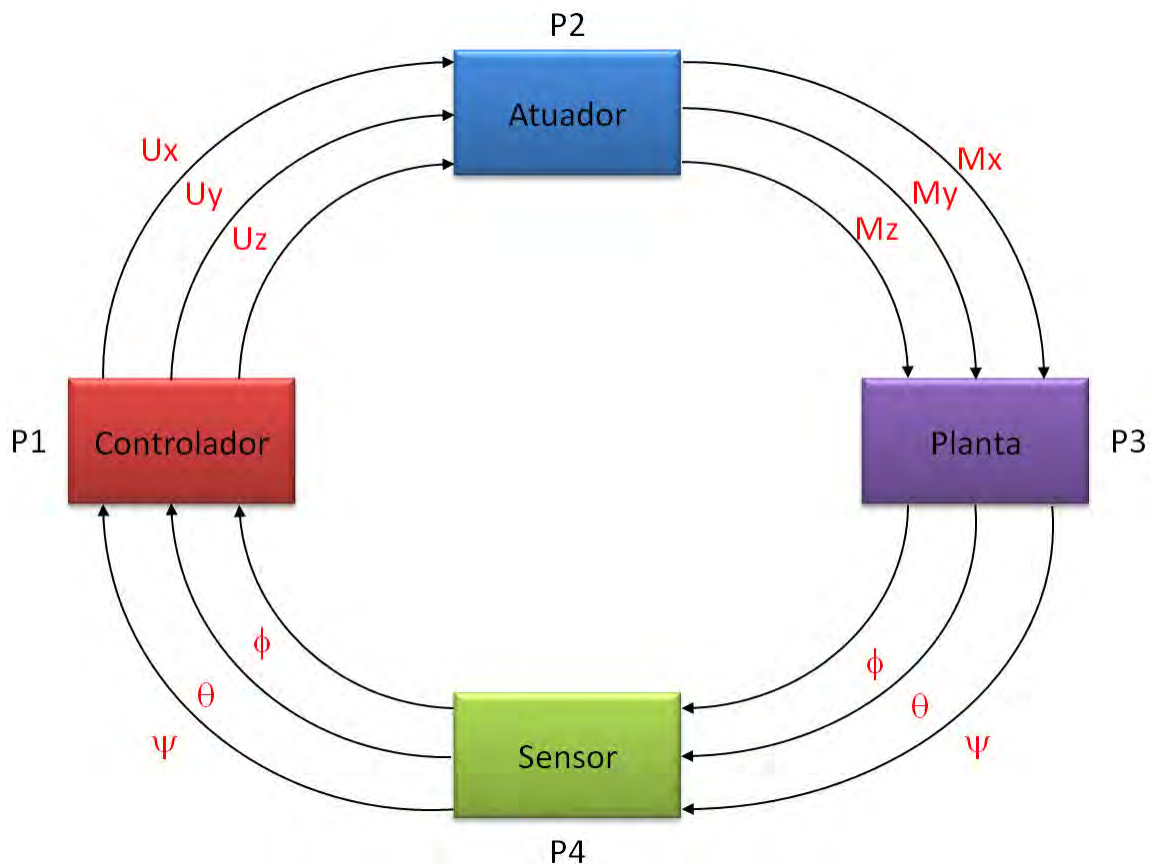 P2
Atuador
Ux
Uy
Uz
Mx
My
Mz
P1
Controlador
Planta
P3
ϕ
θ
ψ
ϕ
θ
ψ
Sensor
P4